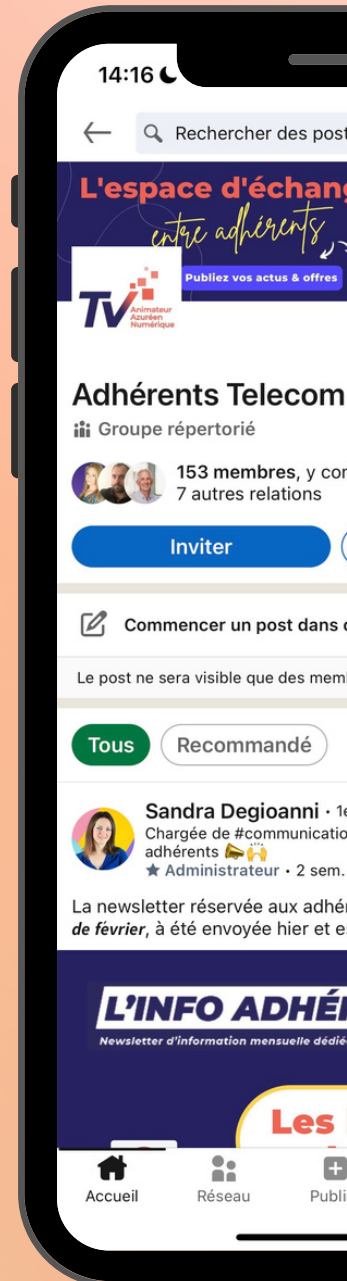 14:16
Rechercher des post
L'espace d'échang
entre adhérents
Publiez vos actus & offres
TV Animateur
Azuréen
Numérique
Adhérents Telecom
Groupe répertorié
153 membres, y con
7 autres relations
Inviter
Commencer un post dans c
Le post ne sera visible que des mem
Tous
Recommandé
Sandra Degioanni • 1e
Chargée de #communicatio
adhérents
Administrateur • 2 sem.
La newsletter réservée aux adhér
de février, à été envoyée hier et e
L'INFO ADHÉ
Newsletter d'information mensuelle dédié
Les
Accueil
Réseau
Publi